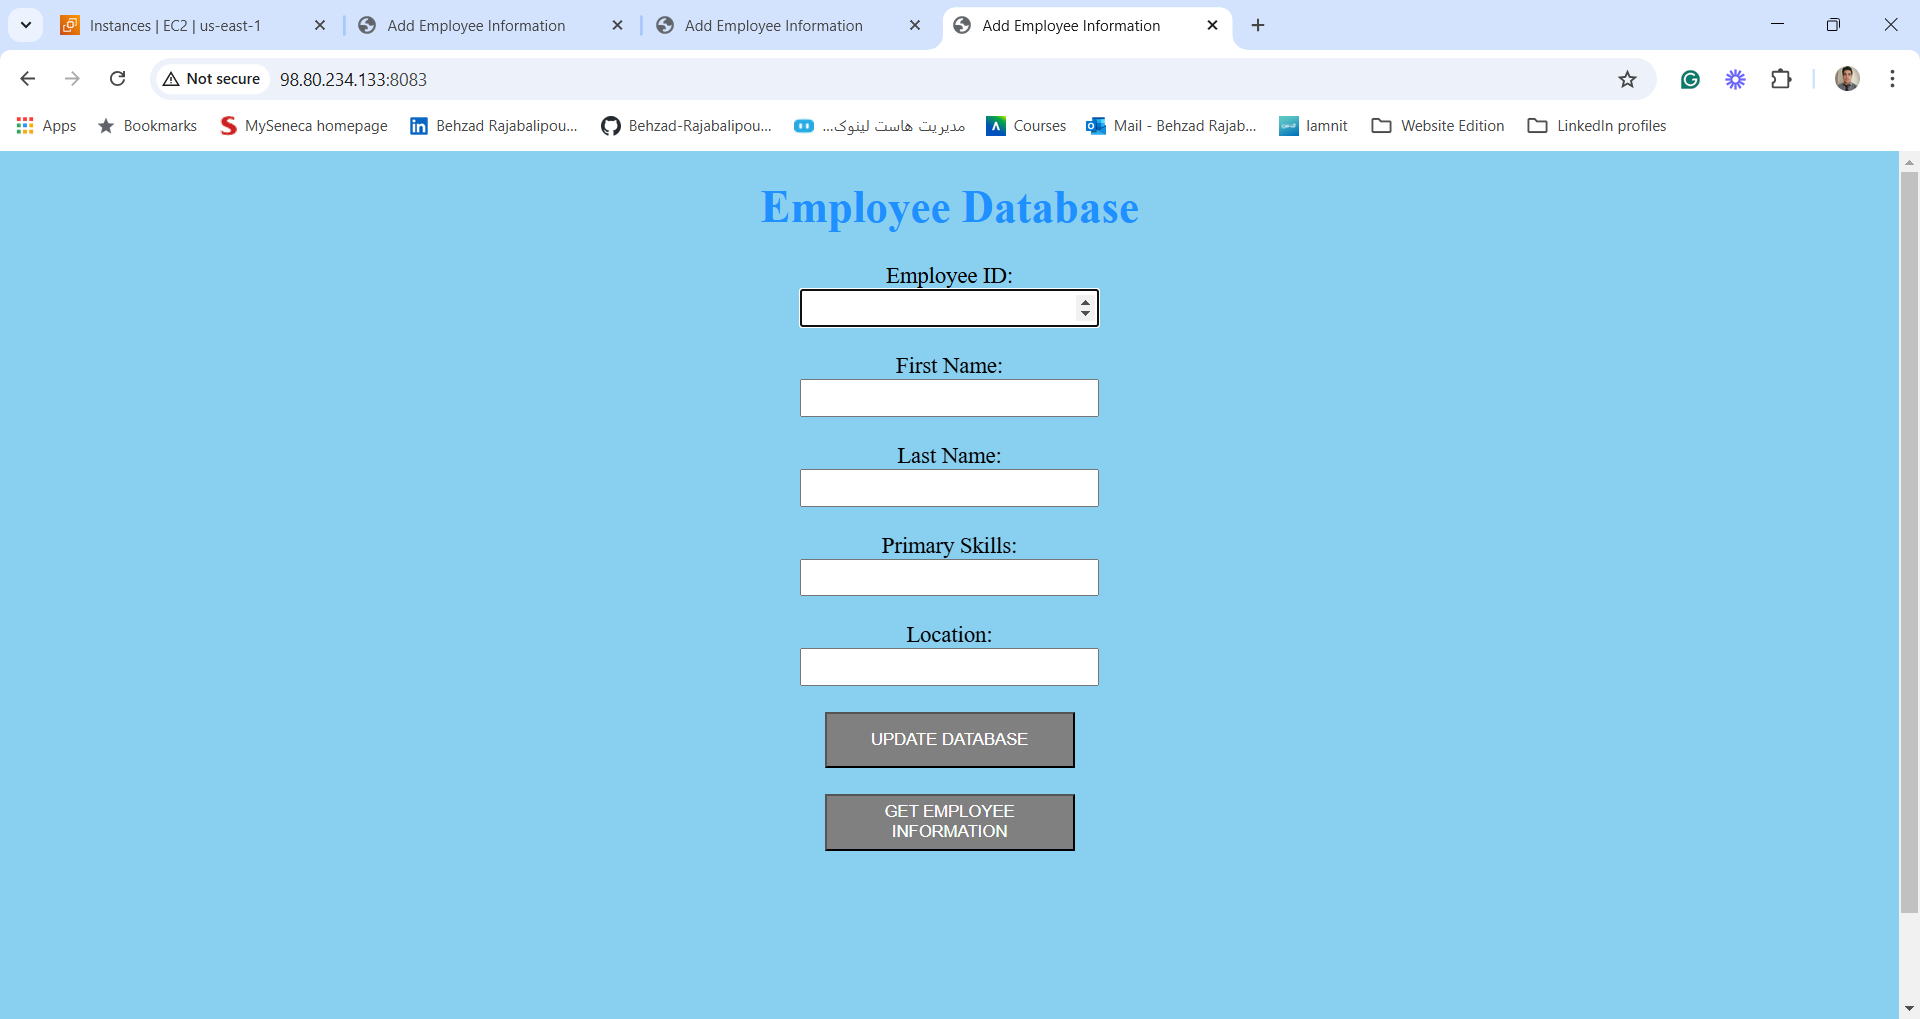 Instances | EC2 | us-east-1
Add Employee Information
Add Employee Information
Add Employee Information
Not secure
98.80.234.133:8083
Apps
Bookmarks
MySeneca homepage
Behzad Rajabalipou...
Behzad-Rajabalipou...
مدیریت هاست لینوک...
Courses
Mail - Behzad Rajab...
Iamnit
Website Edition
LinkedIn profiles
Employee Database
Employee ID:
First Name:
Last Name:
Primary Skills:
Location:
UPDATE DATABASE
GET EMPLOYEE
INFORMATION